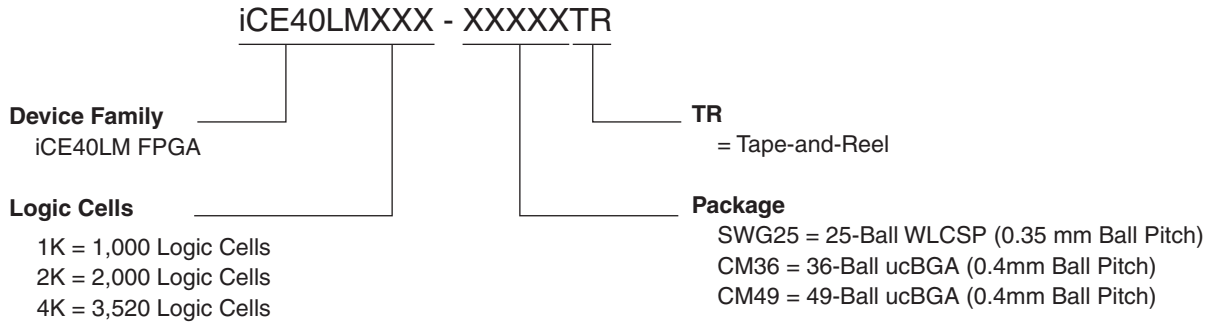 iCE40LMXXX - XXXXXTR
Device Family
iCE40LM FPGA
Logic Cells
1K = 1,000 Logic Cells
2K = 2,000 Logic Cells
4K = 3,520 Logic Cells
TR
= Tape-and-Reel
Package
SWG25 = 25-Ball WLCSP (0.35 mm Ball Pitch)
CM36 = 36-Ball ucBGA (0.4mm Ball Pitch)
CM49 = 49-Ball ucBGA (0.4mm Ball Pitch)